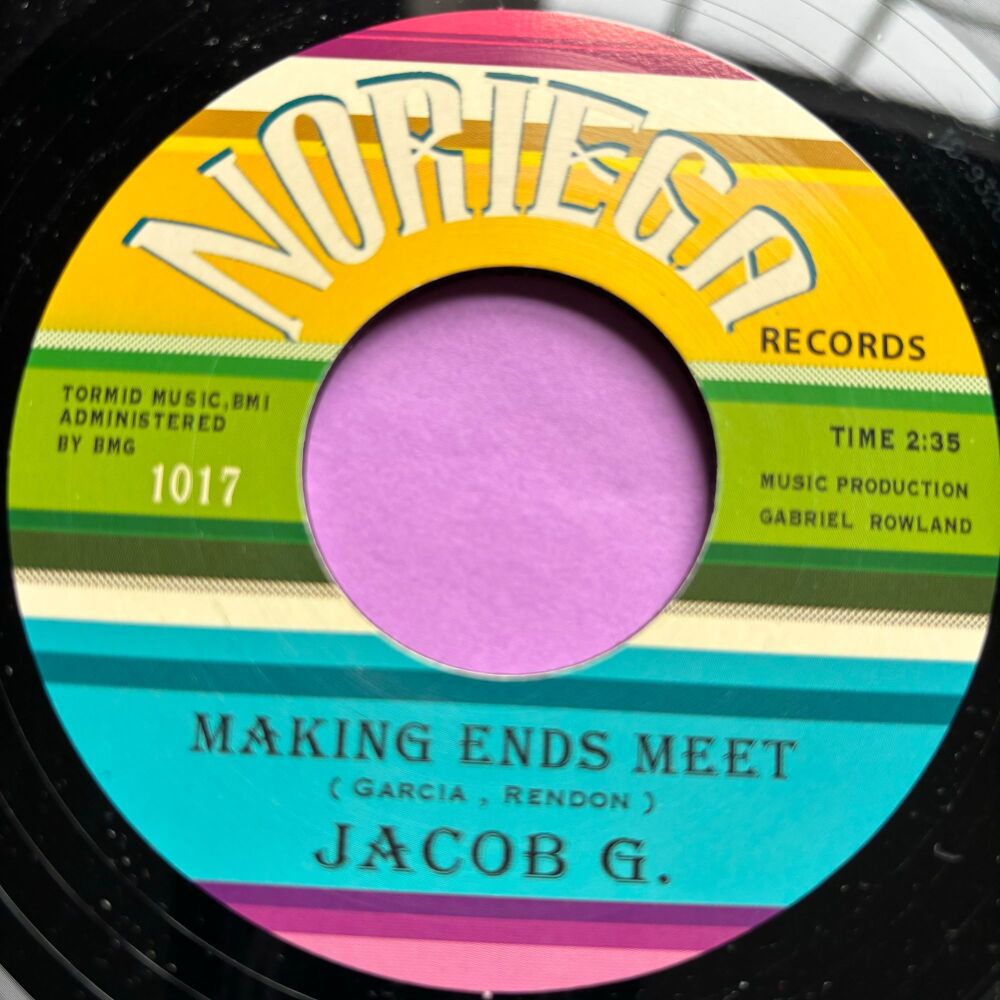 NORIEGA
RECORDS
TORMID MUSIC,BMI
ADMINISTERED
BY BMG
1017
TIME 2:35
MUSIC PRODUCTION
GABRIEL ROWLAND
MAKING ENDS MEET
( GARCIA , RENDON )
JACOB G.